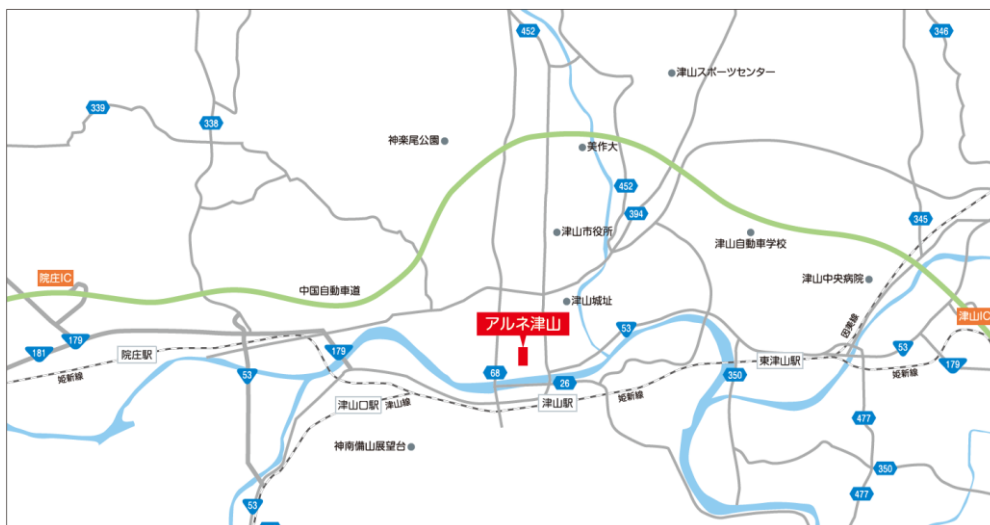 452
346
津山スポーツセンター
339
338
神楽尾公園
美作大
452
394
345
津山市役所
津山自動車学校
院庄IC
中国自動車道
津山中央病院
津山城址
アルネ津山
津山IC
因美線
53
179
181
院庄駅
179
53
東津山駅
姫新線
53
68
26
350
179
姫新線
津山口駅
津山線
津山駅
姫新線
477
神南備山展望台
350
53
477